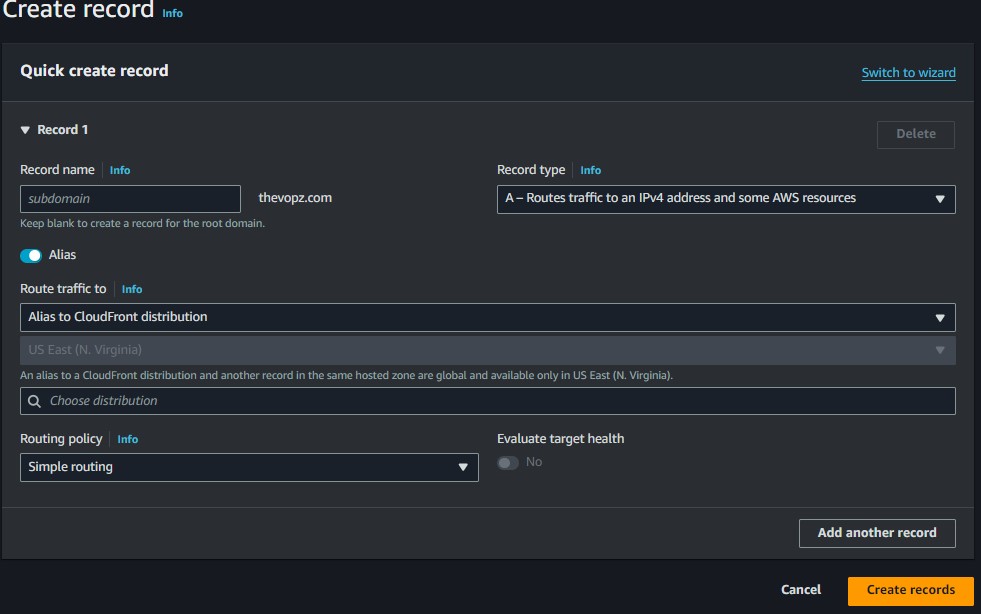 Create record Info
Quick create record
Switch to wizard
Record 1
Delete
Record name Info
Record type Info
subdomain
thevopz.com
A – Routes traffic to an IPv4 address and some AWS resources
Keep blank to create a record for the root domain.
Alias
Route traffic to Info
Alias to CloudFront distribution
US East (N. Virginia)
An alias to a CloudFront distribution and another record in the same hosted zone are global and available only in US East (N. Virginia).
Choose distribution
Routing policy Info
Evaluate target health
Simple routing
No
Add another record
Cancel
Create records